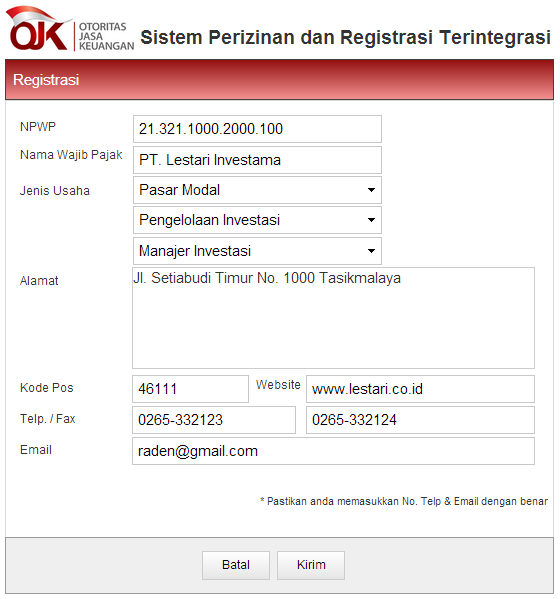 OJK OTORITAS
JASA
KEUANGAN
Sistem Perizinan dan Registrasi Terintegrasi
Registrasi
NPWP 21.321.1000.2000.100
Nama Wajib Pajak PT. Lestari Investama
Jenis Usaha Pasar Modal
Pengelolaan Investasi
Manajer Investasi
Alamat Jl. Setiabudi Timur No. 1000 Tasikmalaya
Kode Pos 46111 Website www.lestari.co.id
Telp. / Fax 0265-332123 0265-332124
Email raden@gmail.com
* Pastikan anda memasukkan No. Telp & Email dengan benar
Batal Kirim